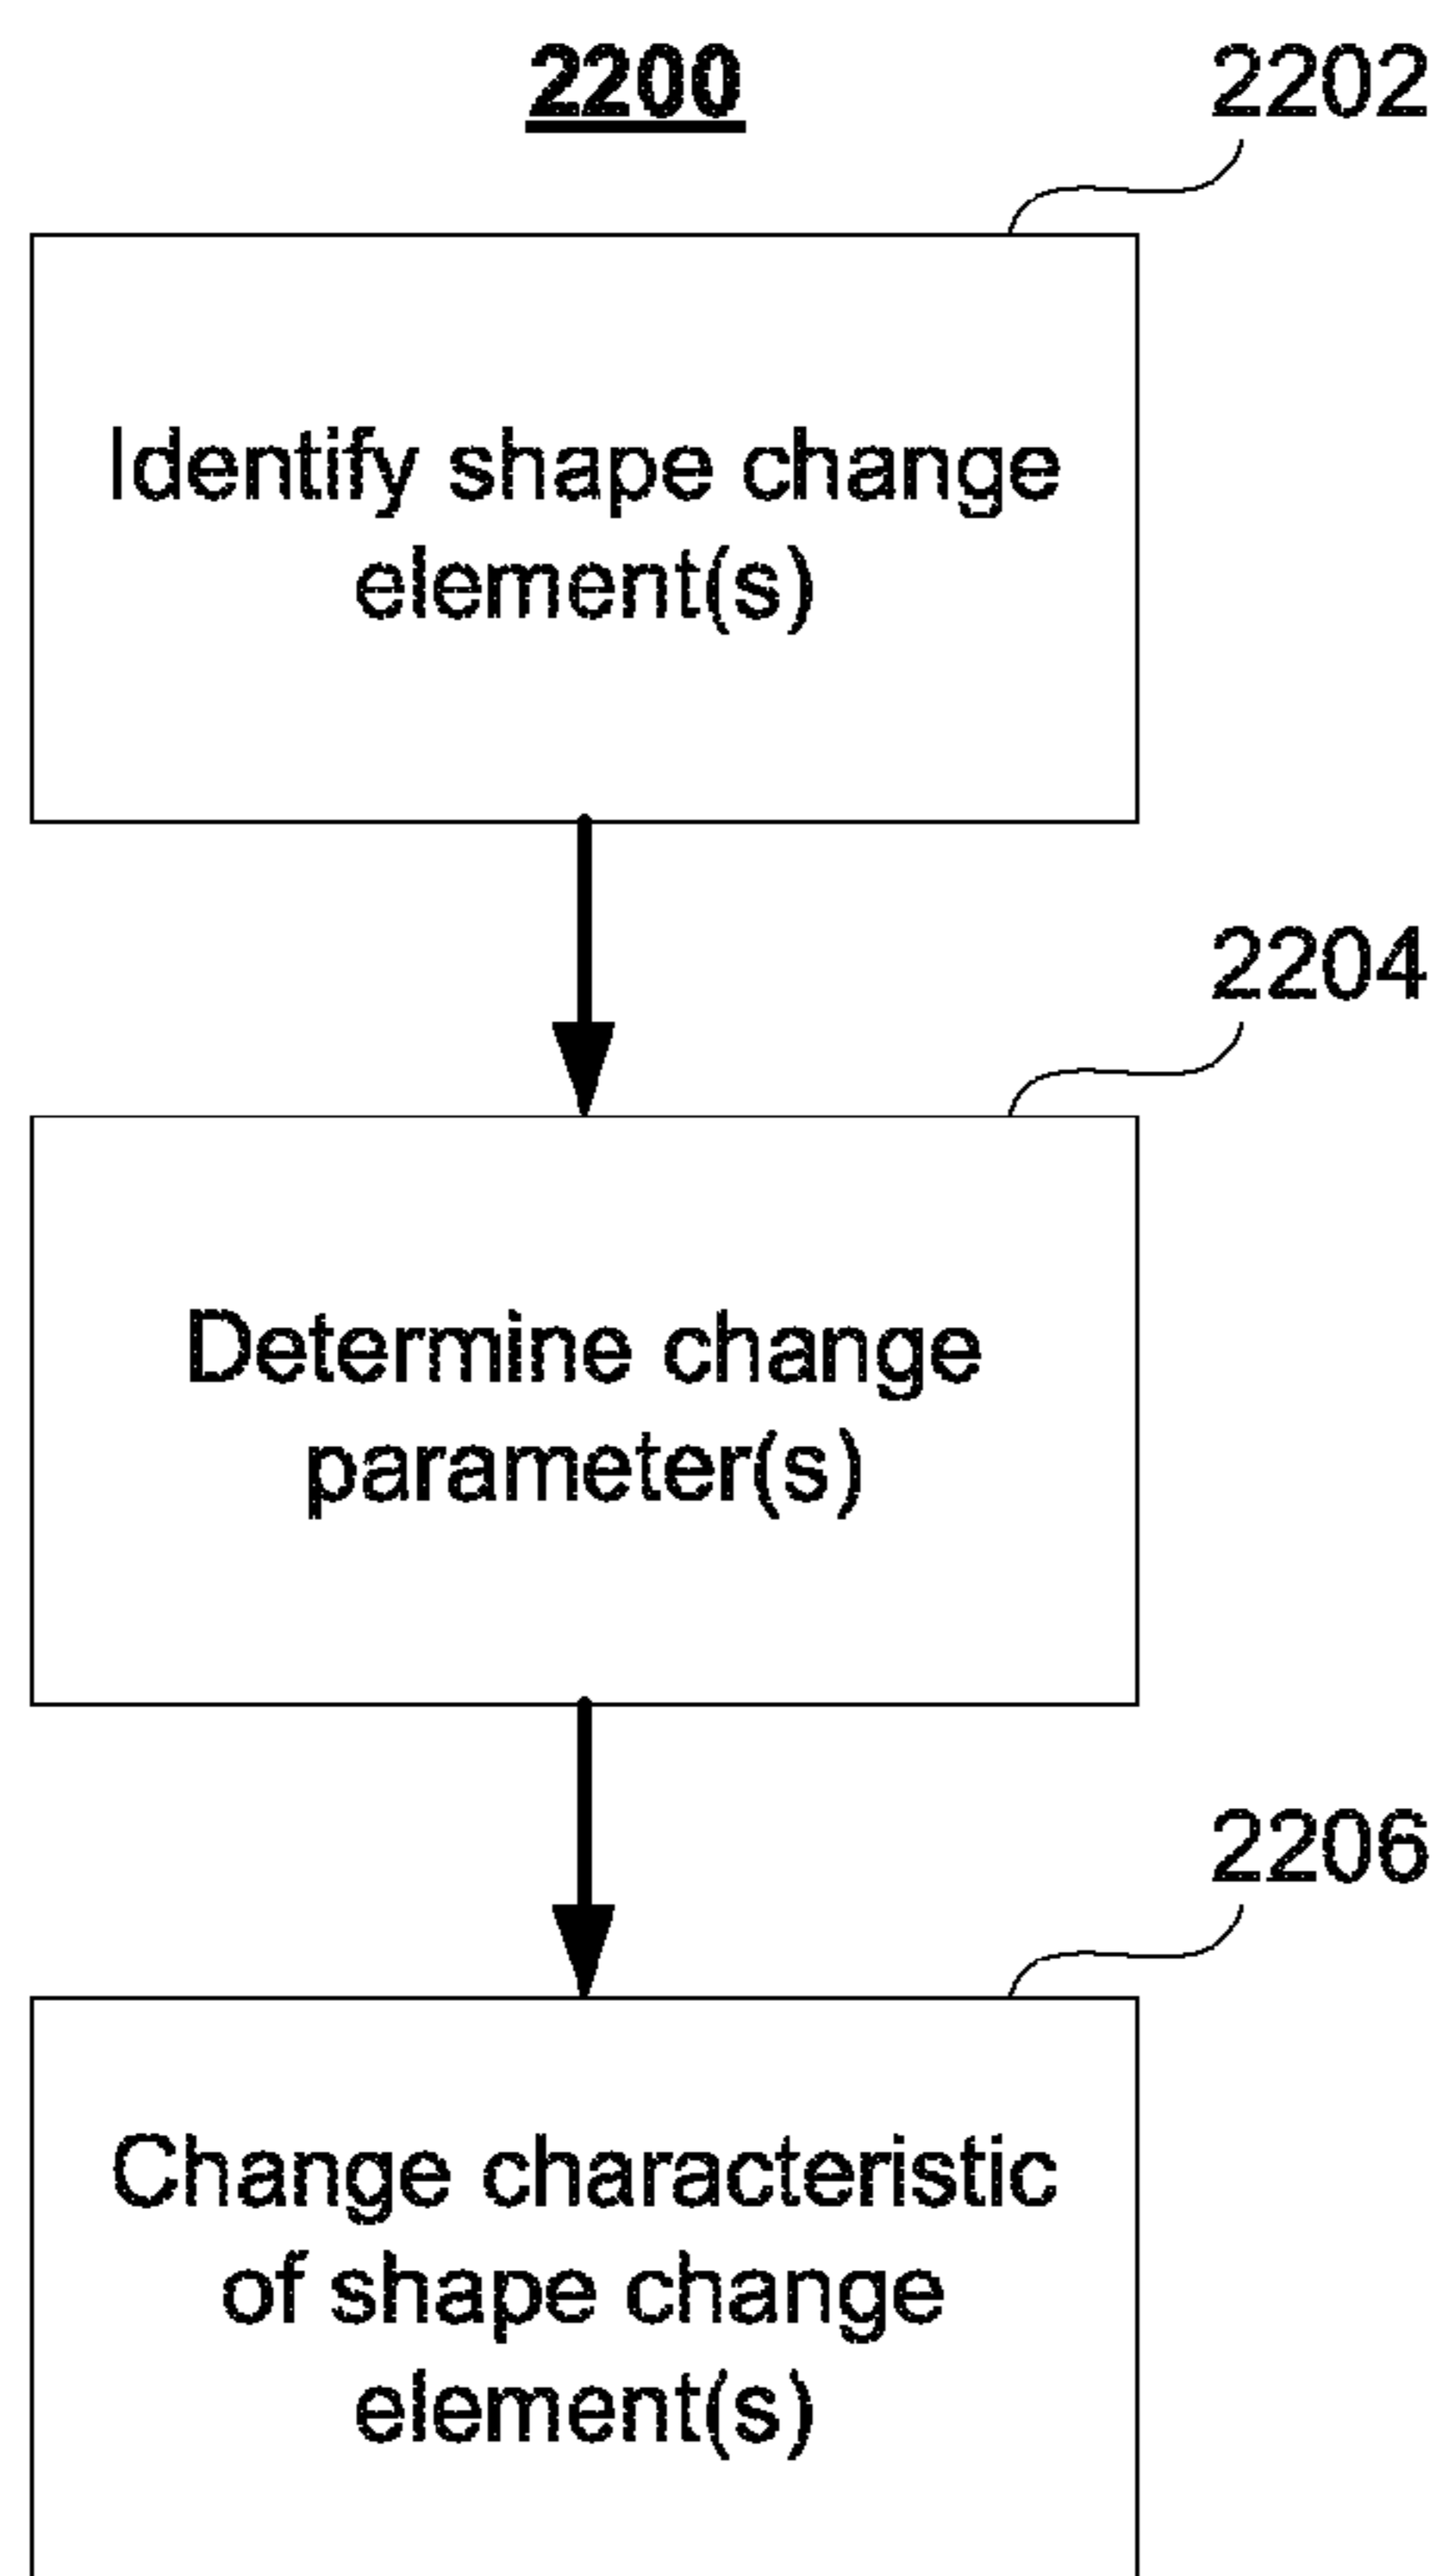 2200
2202
Identify shape change
element(s)
2204
Determine change
parameter(s)
2206
Change characteristic
of shape change
element(s)